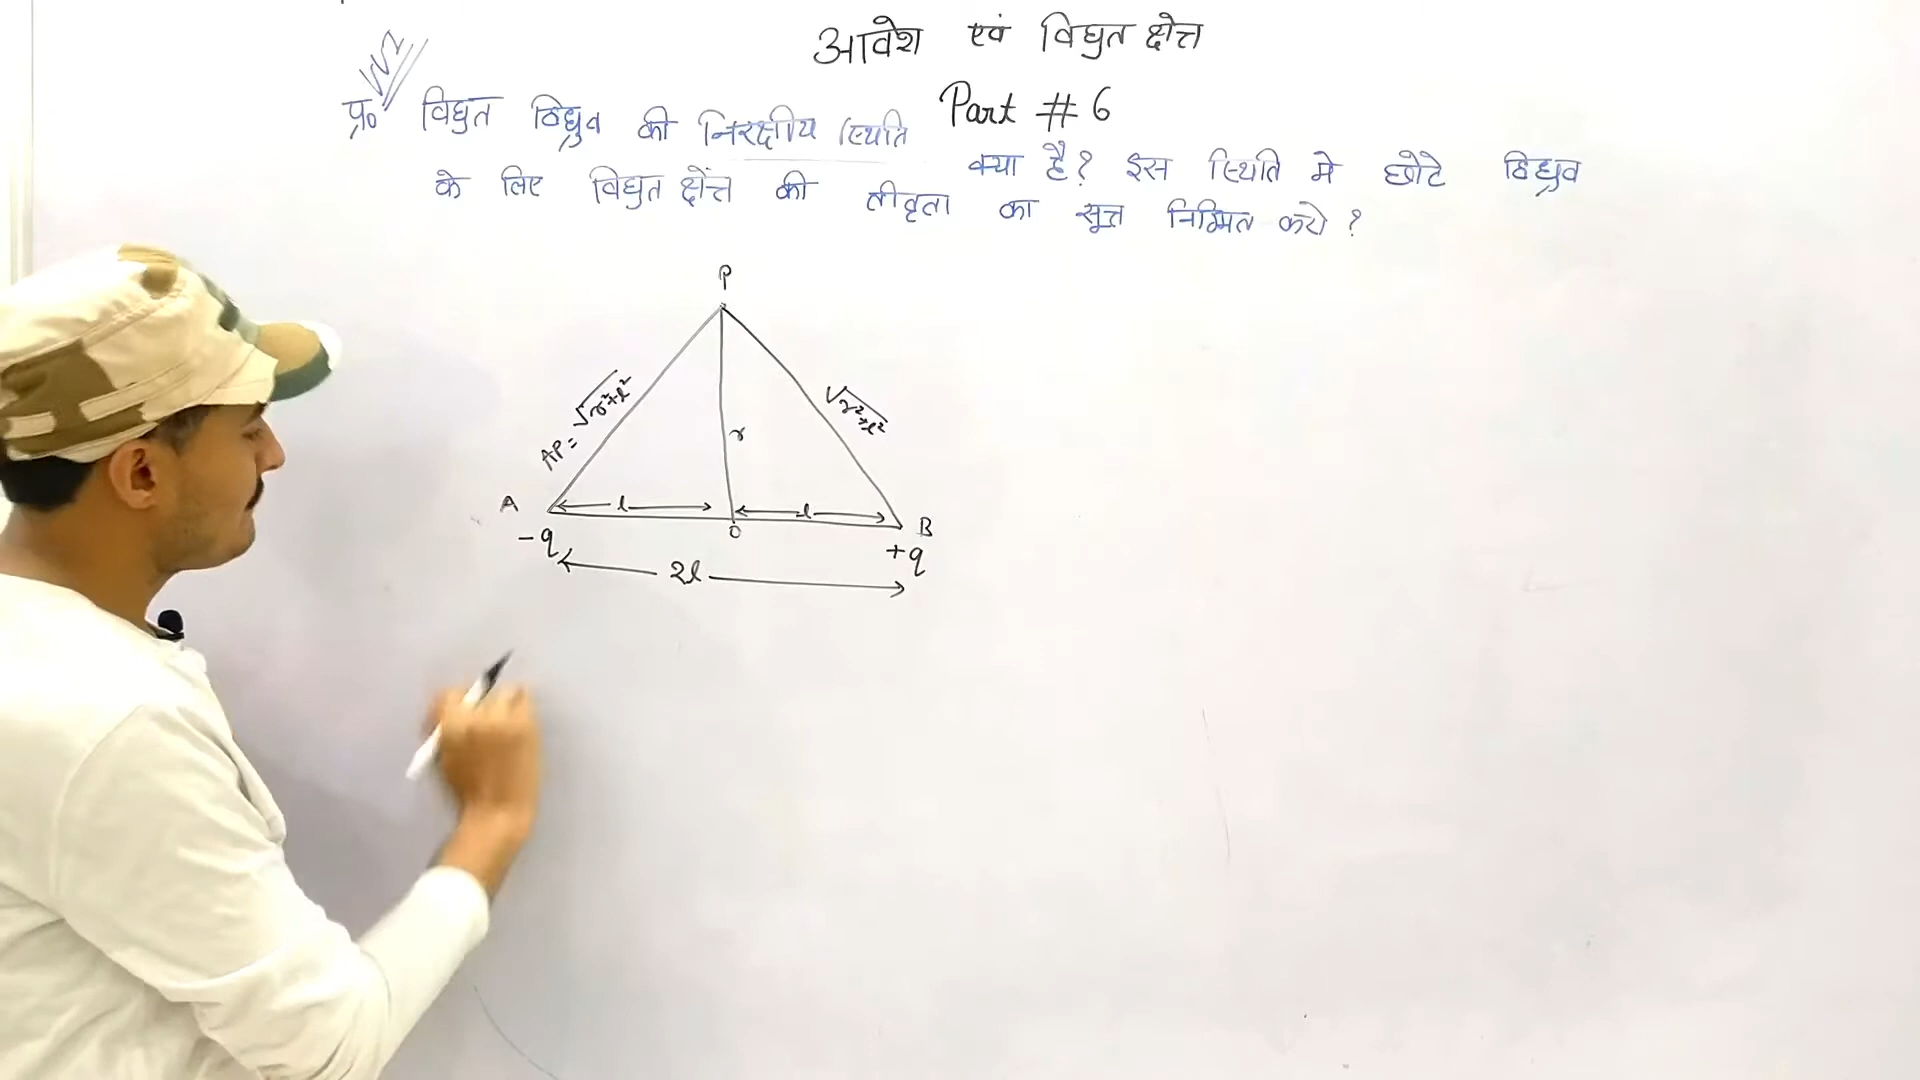 आवेश एवं विद्युत क्षेत्र
Part # 6
प्र० विद्युत द्विध्रुव की निरक्षीय स्थिति क्या है? इस स्थिति मे छोटे द्विध्रुव
के लिए विद्युत क्षेत्र की तीव्रता का सूत्र निर्मित करो ?
P
AP = √r²+l²
√r²+l²
r
A l l B
O
-q +q
2l